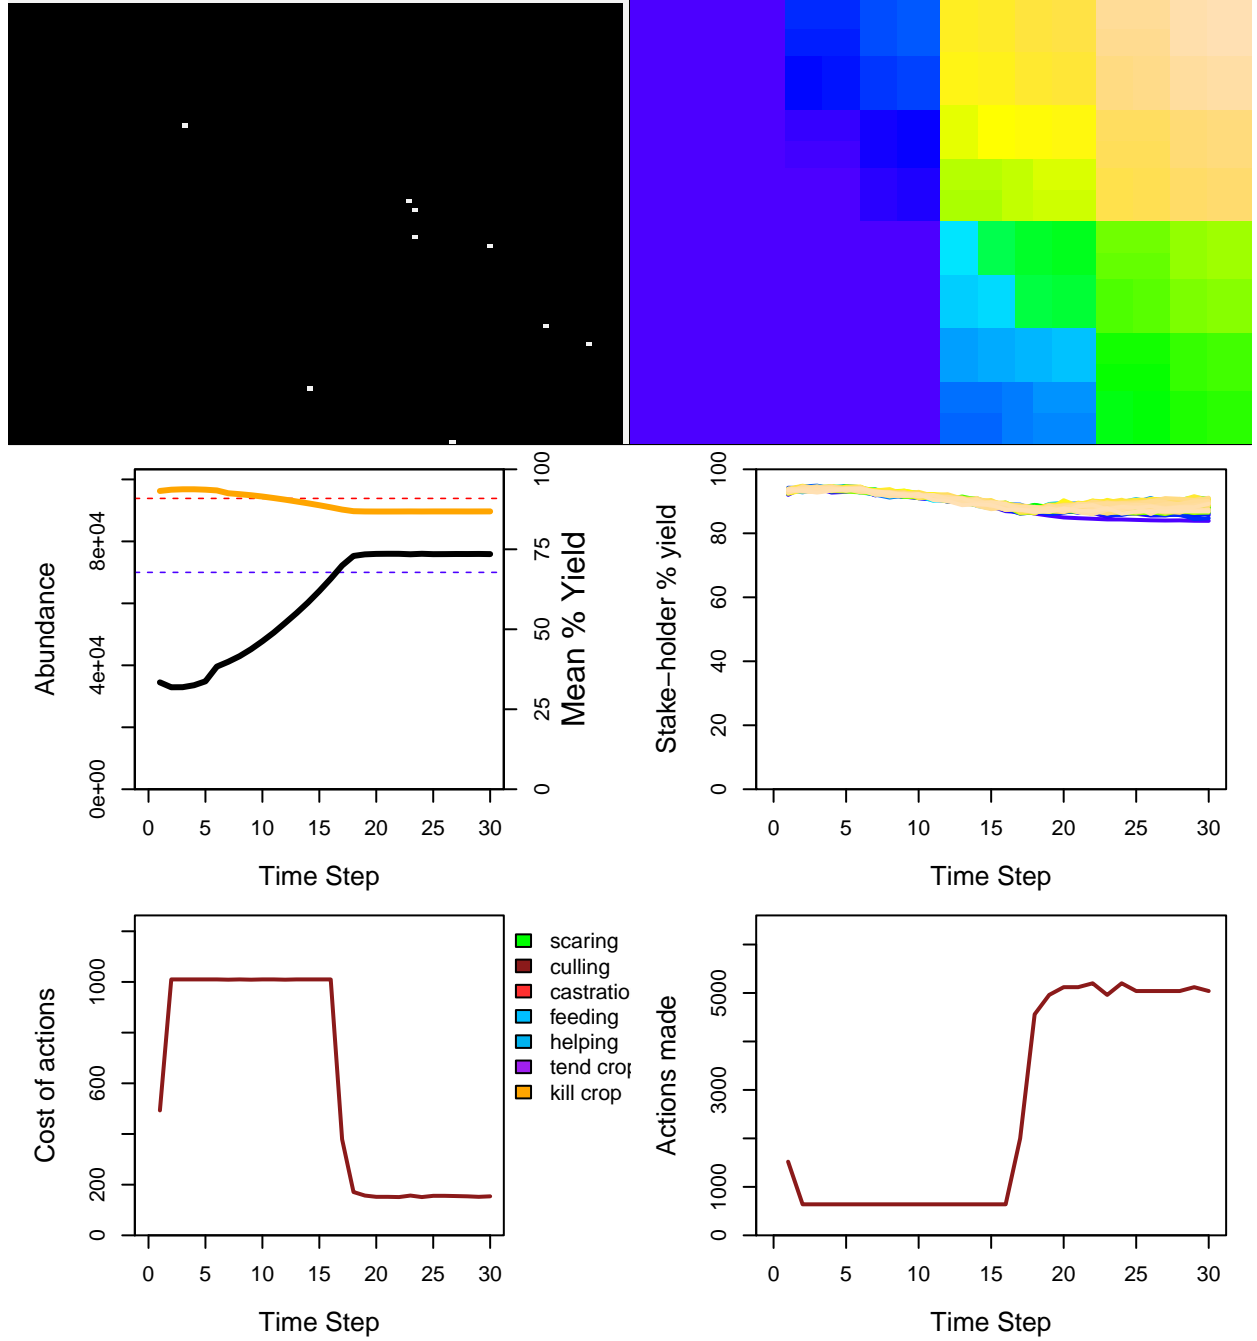 Abundance
0e+00 4e+04 8e+04
0 25 50 75 100
Mean % Yield
0 5 10 15 20 25 30
Time Step
Stake−holder % yield
0 20 40 60 80 100
0 5 10 15 20 25 30
Time Step
Cost of actions
0 200 600 1000
0 5 10 15 20 25 30
Time Step
scaring
culling
castratio
feeding
helping
tend crop
kill crop
Actions made
0 1000 3000 5000
0 5 10 15 20 25 30
Time Step